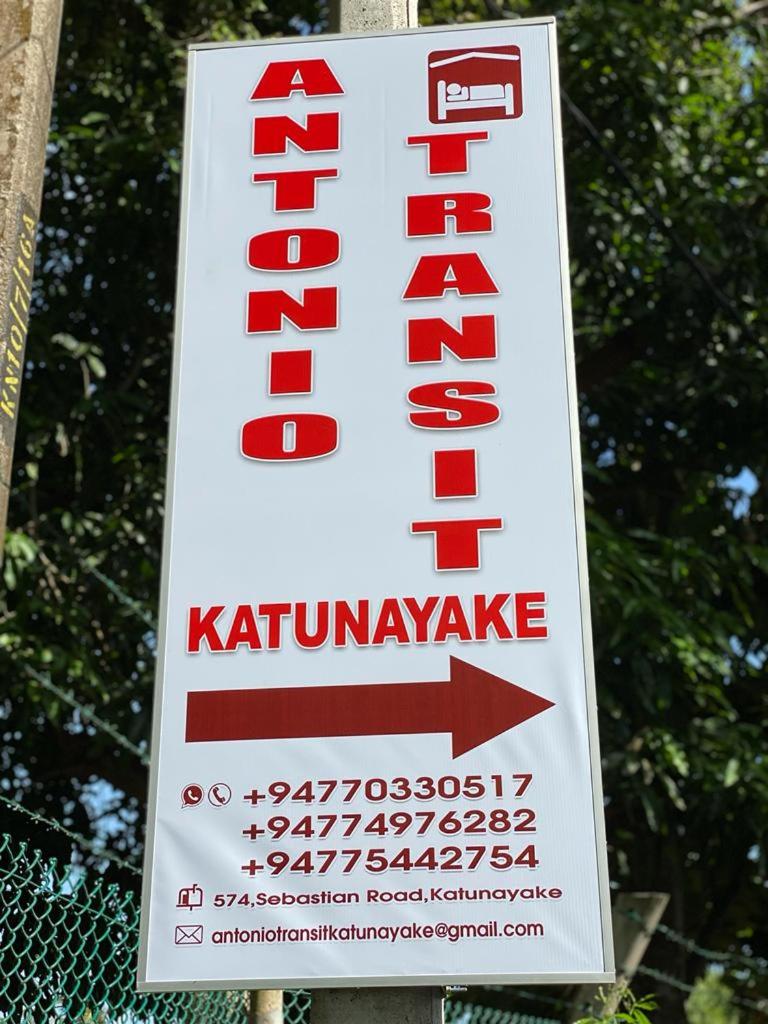 ANTONIO
TRANSIT
KATUNAYAKE
+94770330517
+94774976282
+94775442754
574,Sebastian Road,Katunayake
antoniotransitkatunayake@gmail.com